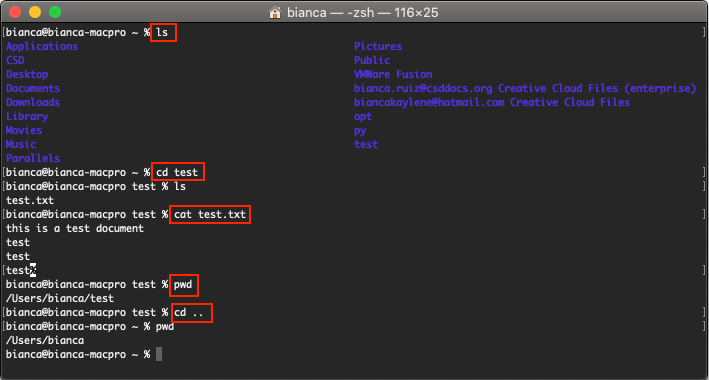 bianca — -zsh — 116×25
[bianca@bianca-macpro ~ % ls ]
Applications Pictures
CSD Public
Desktop VMWare Fusion
Documents bianca.ruiz@csddocs.org Creative Cloud Files (enterprise)
Downloads biancakaylene@hotmail.com Creative Cloud Files
Library opt
Movies py
Music test
Parallels
[bianca@bianca-macpro ~ % cd test ]
[bianca@bianca-macpro test % ls ]
test.txt
[bianca@bianca-macpro test % cat test.txt ]
this is a test document
test
test
[test% ]
bianca@bianca-macpro test % pwd
/Users/bianca/test
[bianca@bianca-macpro test % cd .. ]
[bianca@bianca-macpro ~ % pwd ]
/Users/bianca
bianca@bianca-macpro ~ %